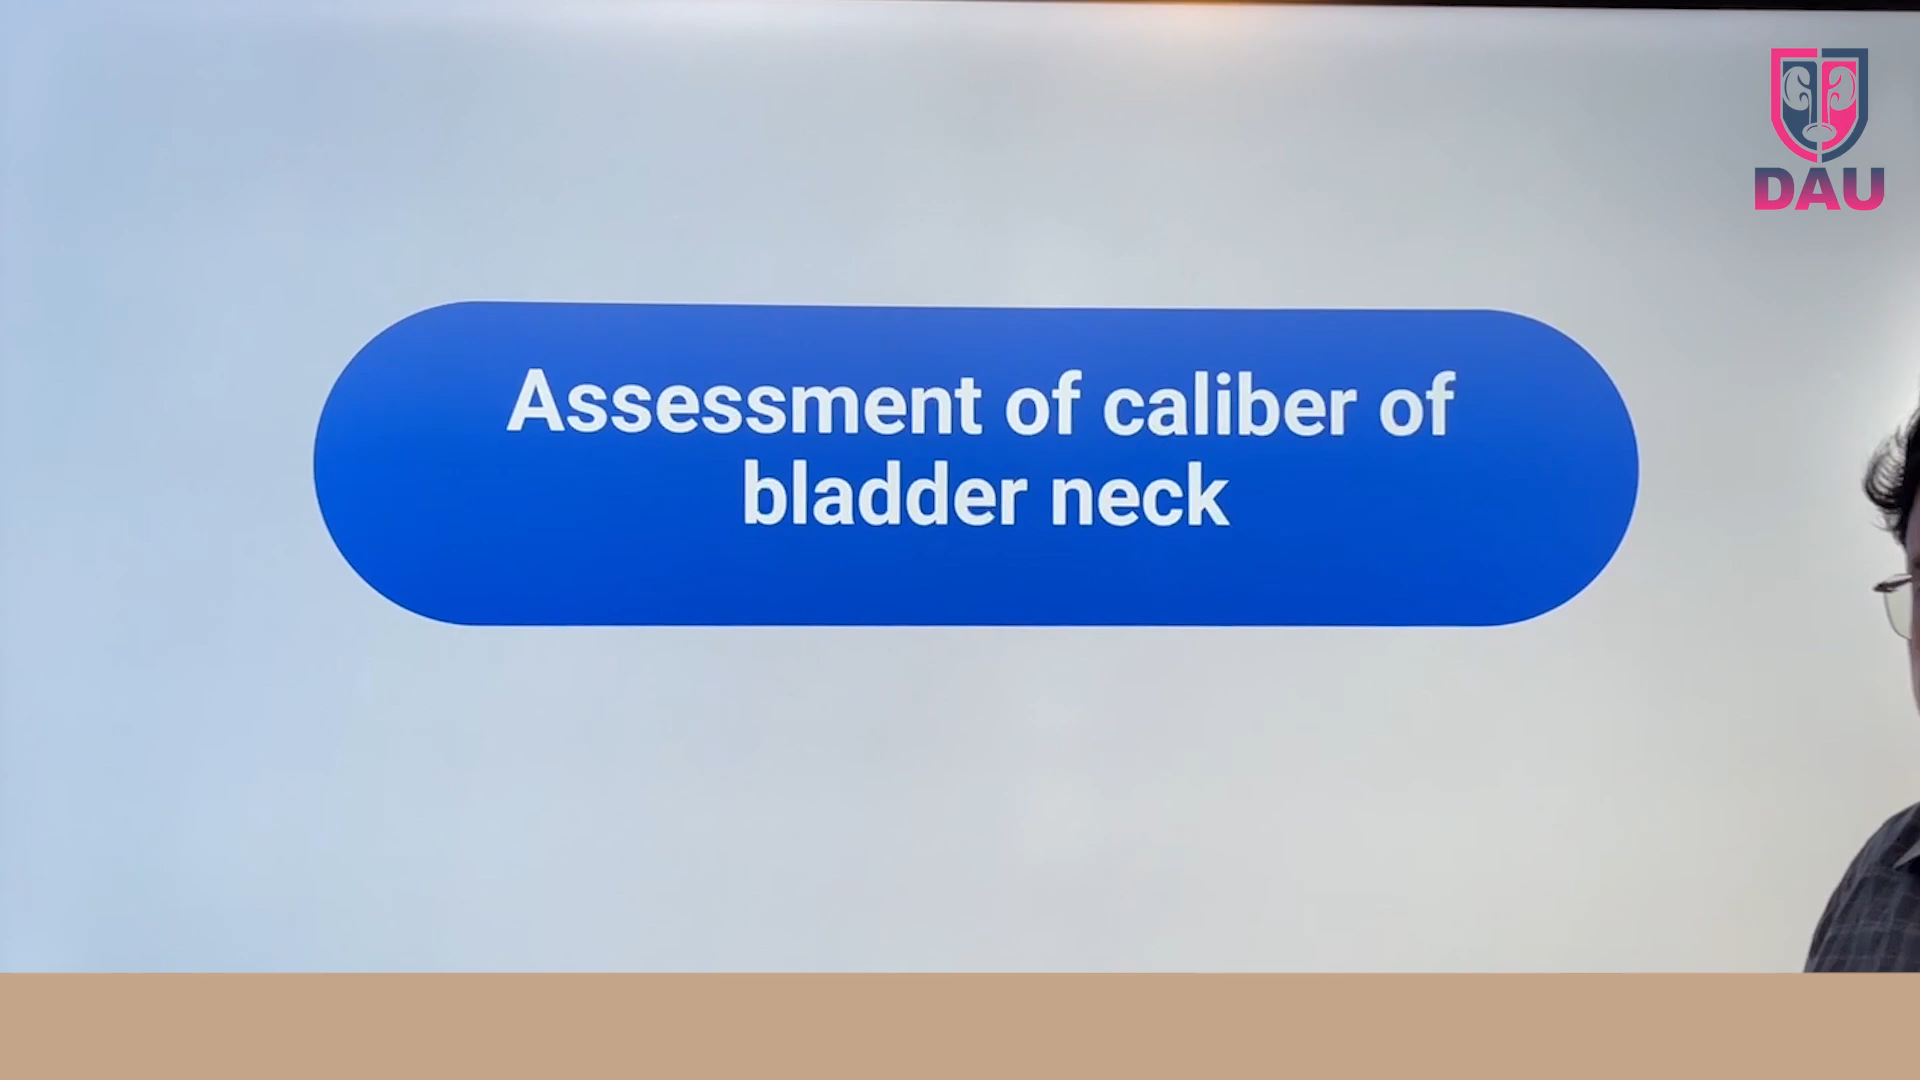 DAU
Assessment of caliber of
bladder neck